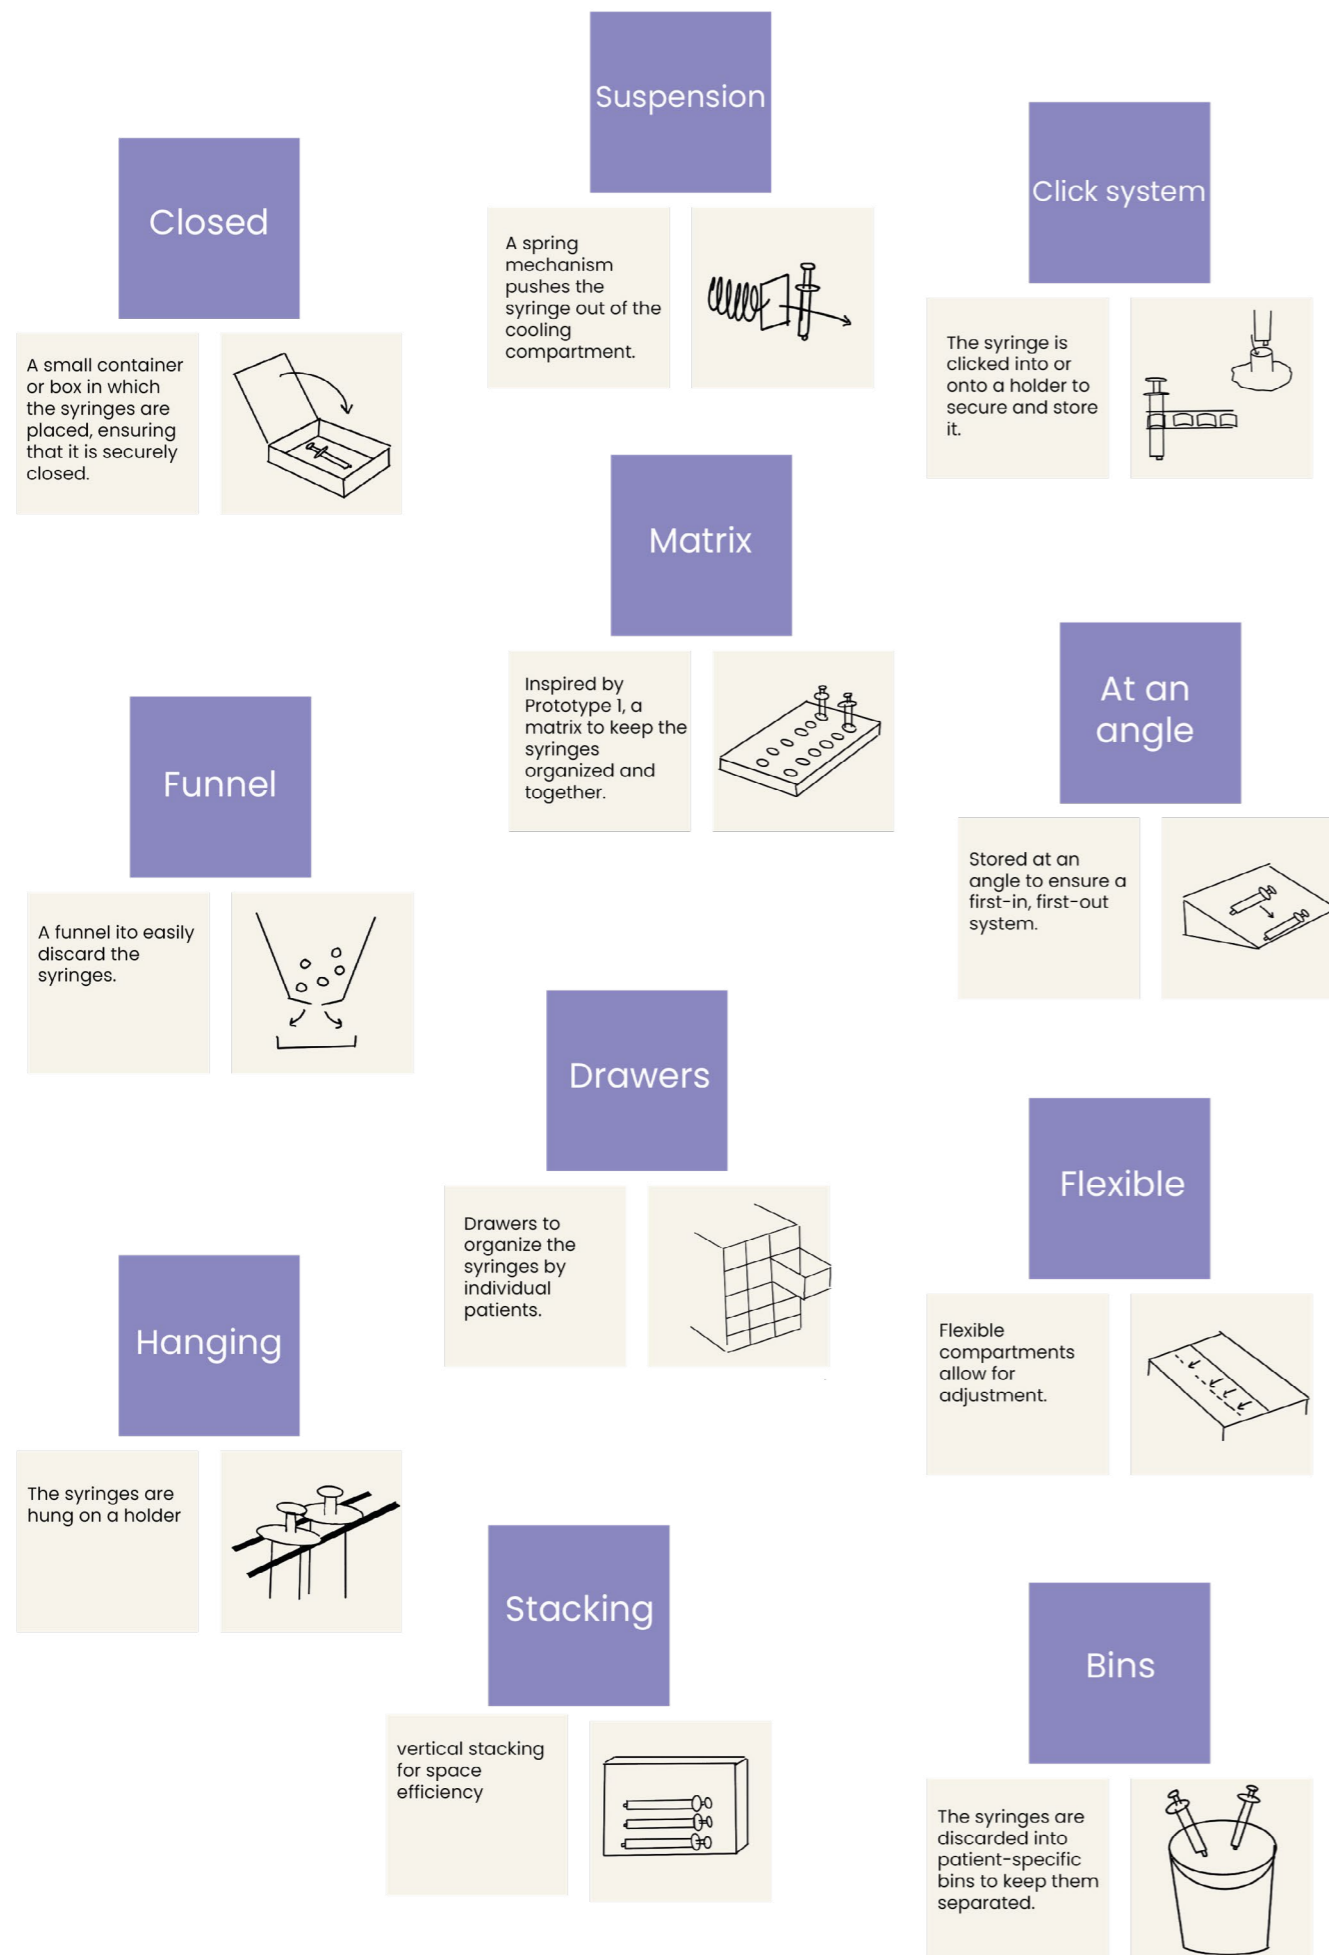 Suspension
A spring
mechanism
pushes the
syringe out of the
cooling
compartment.
Click system
The syringe is
clicked into or
onto a holder to
secure and store
it.
Closed
A small container
or box in which
the syringes are
placed, ensuring
that it is securely
closed.
Matrix
Inspired by
Prototype 1, a
matrix to keep the
syringes
organized and
together.
At an
angle
Stored at an
angle to ensure a
first-in, first-out
system.
Funnel
A funnel ito easily
discard the
syringes.
Drawers
Drawers to
organize the
syringes by
individual
patients.
Flexible
Flexible
compartments
allow for
adjustment.
Hanging
The syringes are
hung on a holder
Stacking
vertical stacking
for space
efficiency
Bins
The syringes are
discarded into
patient-specific
bins to keep them
separated.